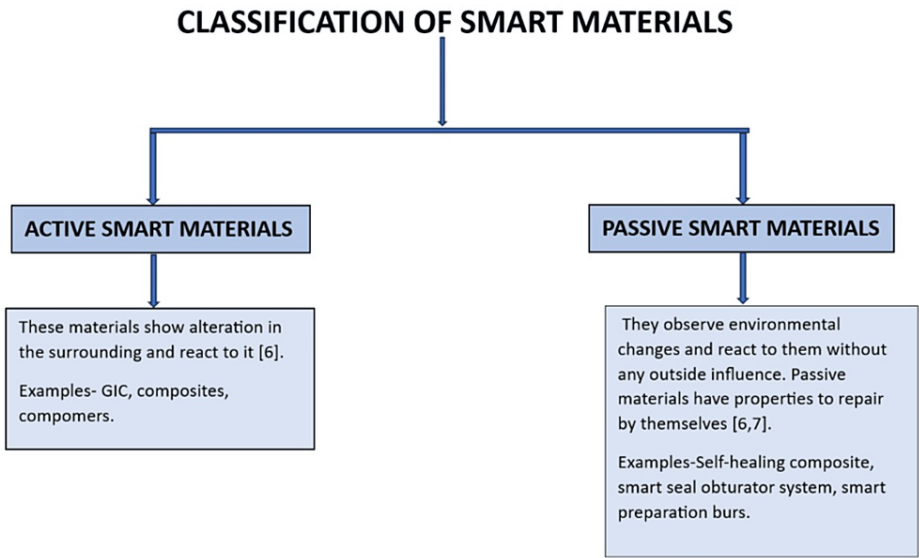 CLASSIFICATION OF SMART MATERIALS
ACTIVE SMART MATERIALS
These materials show alteration in
the surrounding and react to it [6].
Examples- GIC, composites,
compomers.
PASSIVE SMART MATERIALS
They observe environmental
changes and react to them without
any outside influence. Passive
materials have properties to repair
by themselves [6,7].
Examples-Self-healing composite,
smart seal obturator system, smart
preparation burs.